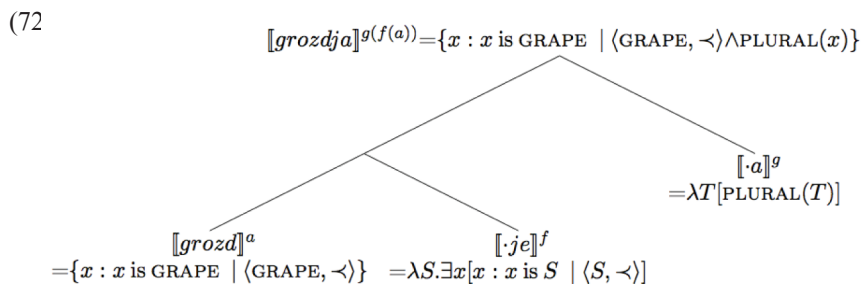 (72
⟦grozdja⟧^{g(f(a))}={x : x is GRAPE | ⟨GRAPE, ≺⟩∧PLURAL(x)}
⟦·a⟧^{g}
=λT[PLURAL(T)]
⟦grozd⟧^{a} ⟦·je⟧^{f}
={x : x is GRAPE | ⟨GRAPE, ≺⟩} =λS.∃x[x : x is S | ⟨S, ≺⟩]